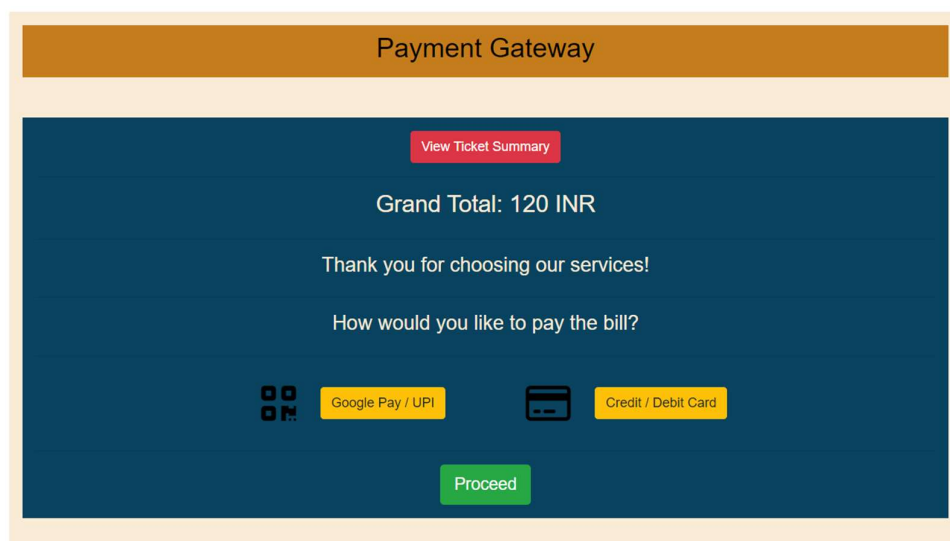 Payment Gateway
View Ticket Summary
Grand Total: 120 INR
Thank you for choosing our services!
How would you like to pay the bill?
Google Pay / UPI
Credit / Debit Card
Proceed